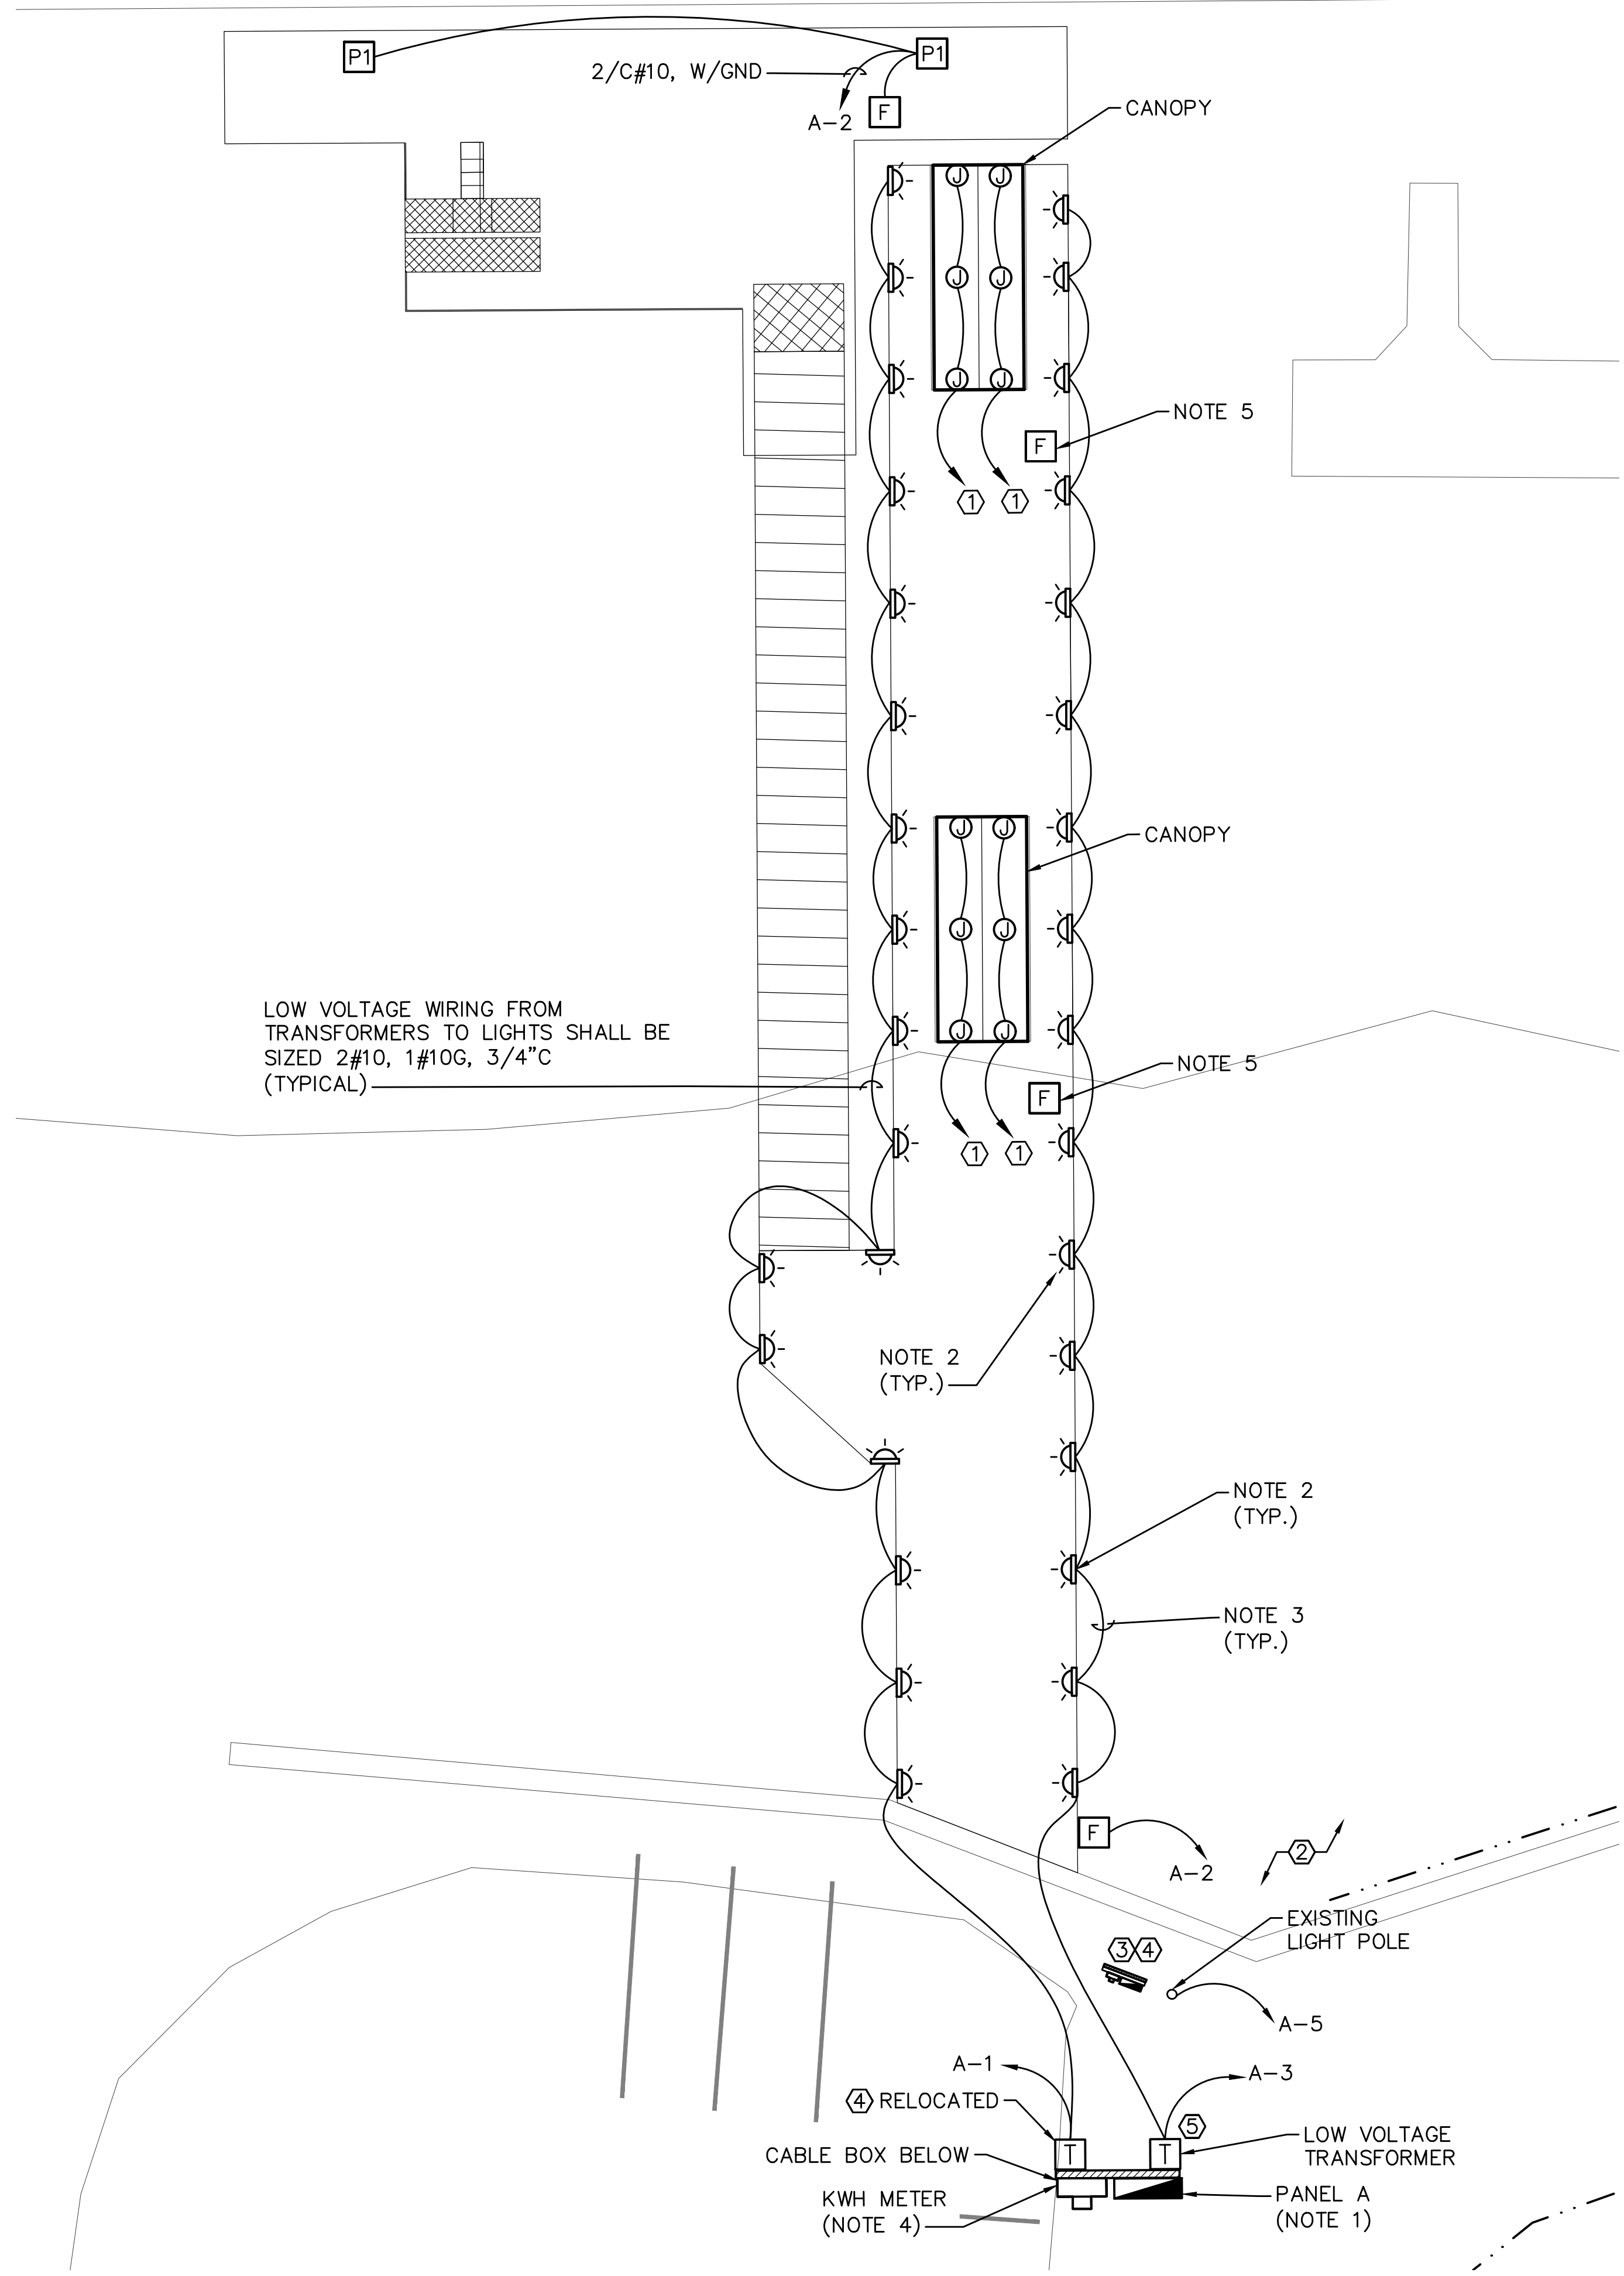 P1
P1
2/C#10, W/GND
A-2
F
CANOPY
J
J
J
J
J
J
NOTE 5
F
1
1
J
J
CANOPY
J
J
J
J
LOW VOLTAGE WIRING FROM
TRANSFORMERS TO LIGHTS SHALL BE
SIZED 2#10, 1#10G, 3/4"C
(TYPICAL)
NOTE 5
F
1
1
NOTE 2
(TYP.)
NOTE 2
(TYP.)
NOTE 3
(TYP.)
F
A-2
2
EXISTING
LIGHT POLE
3
4
A-5
A-1
A-3
4
RELOCATED
5
T
T
LOW VOLTAGE
TRANSFORMER
CABLE BOX BELOW
KWH METER
(NOTE 4)
PANEL A
(NOTE 1)